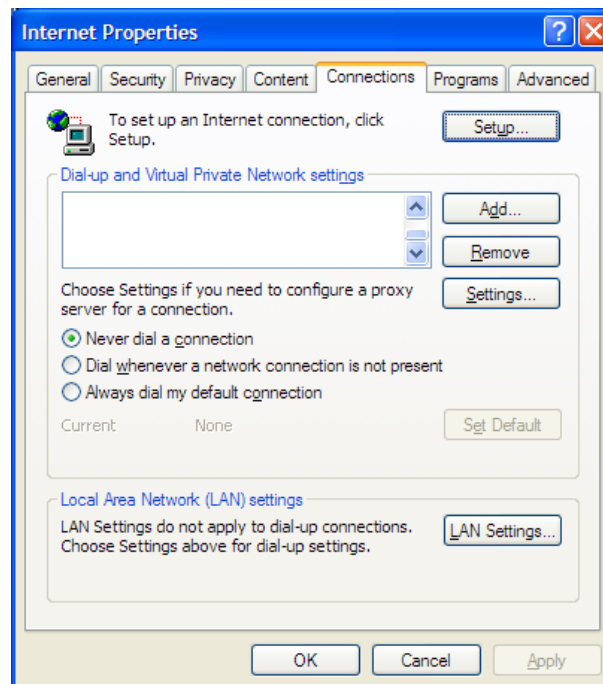 Internet Properties
?
General Security Privacy Content Connections Programs Advanced
To set up an Internet connection, click
Setup.
Setup...
Dial-up and Virtual Private Network settings
Add...
Remove
Choose Settings if you need to configure a proxy
server for a connection.
Settings...
Never dial a connection
Dial whenever a network connection is not present
Always dial my default connection
Current None Set Default
Local Area Network (LAN) settings
LAN Settings do not apply to dial-up connections.
Choose Settings above for dial-up settings.
LAN Settings...
OK Cancel Apply